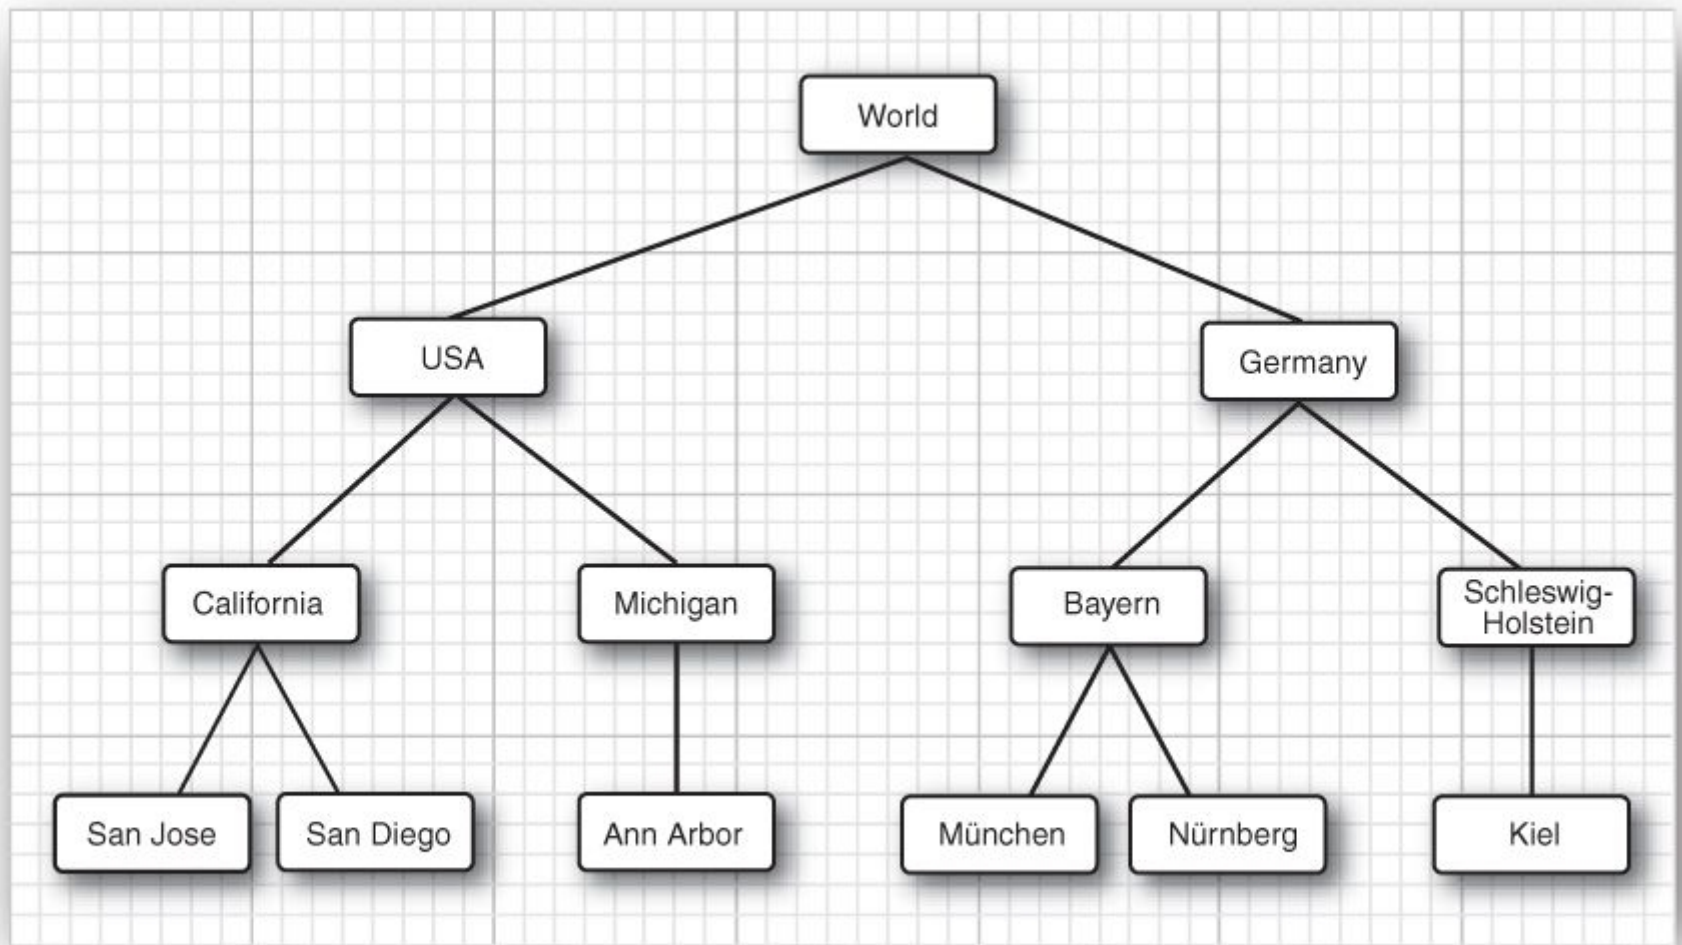 World
USA
Germany
California
Michigan
Bayern
Schleswig-
Holstein
San Jose
San Diego
Ann Arbor
München
Nürnberg
Kiel